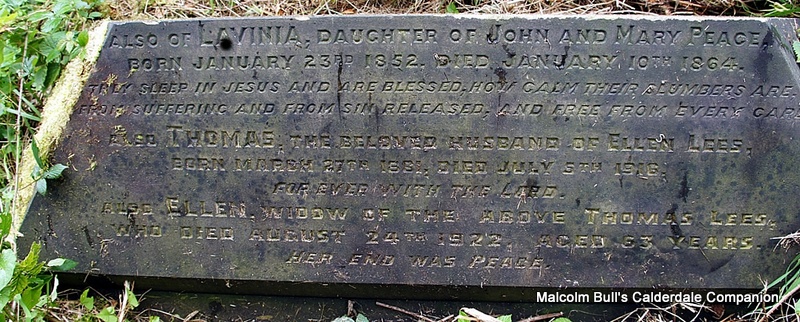 ALSO OF LAVINIA, DAUGHTER OF JOHN AND MARY PEACE,
BORN JANUARY 23RD 1852. DIED JANUARY 10TH 1864.
THEY SLEEP IN JESUS AND ARE BLESSED, HOW CALM THEIR SLUMBERS ARE
FROM SUFFERING AND FROM SIN RELEASED, AND FREE FROM EVERY CARE
ALSO THOMAS, THE BELOVED HUSBAND OF ELLEN LEES,
BORN MARCH 27TH 1861, DIED JULY 5TH
FOR EVER WITH THE LORD.
ALSO ELLEN, WIDOW OF THE ABOVE THOMAS LEES,
WHO DIED AUGUST 24TH 1922, AGED 63 YEARS.
HER END WAS PEACE.
Malcolm Bull's Calderdale Companion